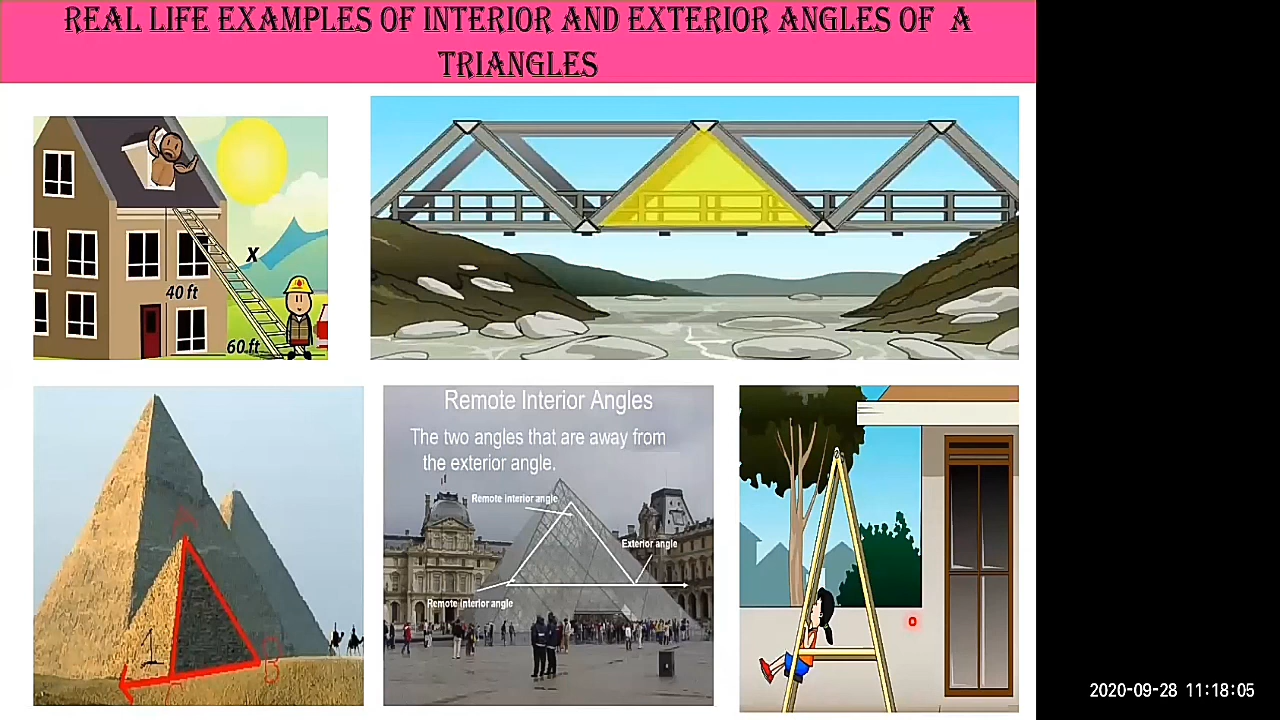 REAL LIFE EXAMPLES OF INTERIOR AND EXTERIOR ANGLES OF A
TRIANGLES
X
40 ft
60 ft
Remote Interior Angles
The two angles that are away from
the exterior angle.
Remote interior angle
Exterior angle
Remote interior angle
A
B
2020-09-28 11:18:05